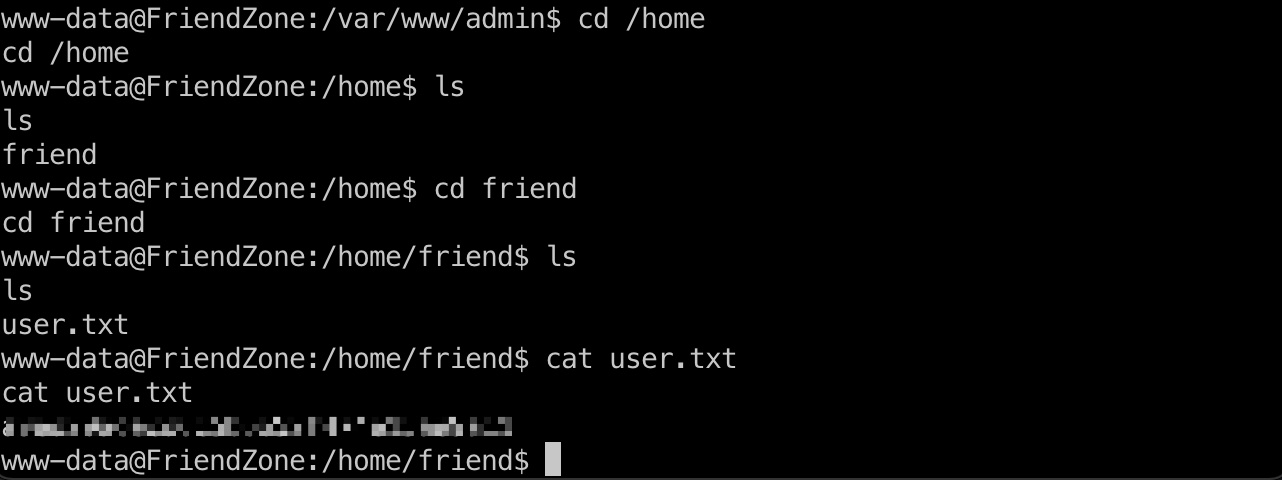 www-data@FriendZone:/var/www/admin$ cd /home
cd /home
www-data@FriendZone:/home$ ls
ls
friend
www-data@FriendZone:/home$ cd friend
cd friend
www-data@FriendZone:/home/friend$ ls
ls
user.txt
www-data@FriendZone:/home/friend$ cat user.txt
cat user.txt
www-data@FriendZone:/home/friend$